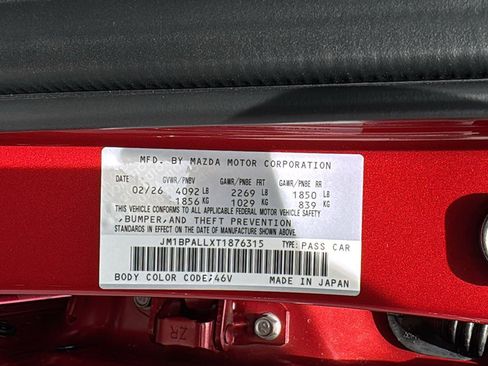 MFD. BY MAZDA MOTOR CORPORATION
DATE GVWR/PNBV GAWR/PNBE FRT GAWR/PNBE RR
02/26 4092 LB 2269 LB 1850 LB
1856 KG 1029 KG 839 KG
THIS VEHICLE CONFORMS TO ALL APPLICABLE FEDERAL MOTOR VEHICLE SAFETY
,BUMPER,AND THEFT PREVENTION
STANDARDS IN EFFECT ON THE DATE OF MANUFACTURE SHOWN ABOVE.
JM1BPALLXT1876315 TYPE: PASS CAR
BODY COLOR CODE:46V MADE IN JAPAN
ZR